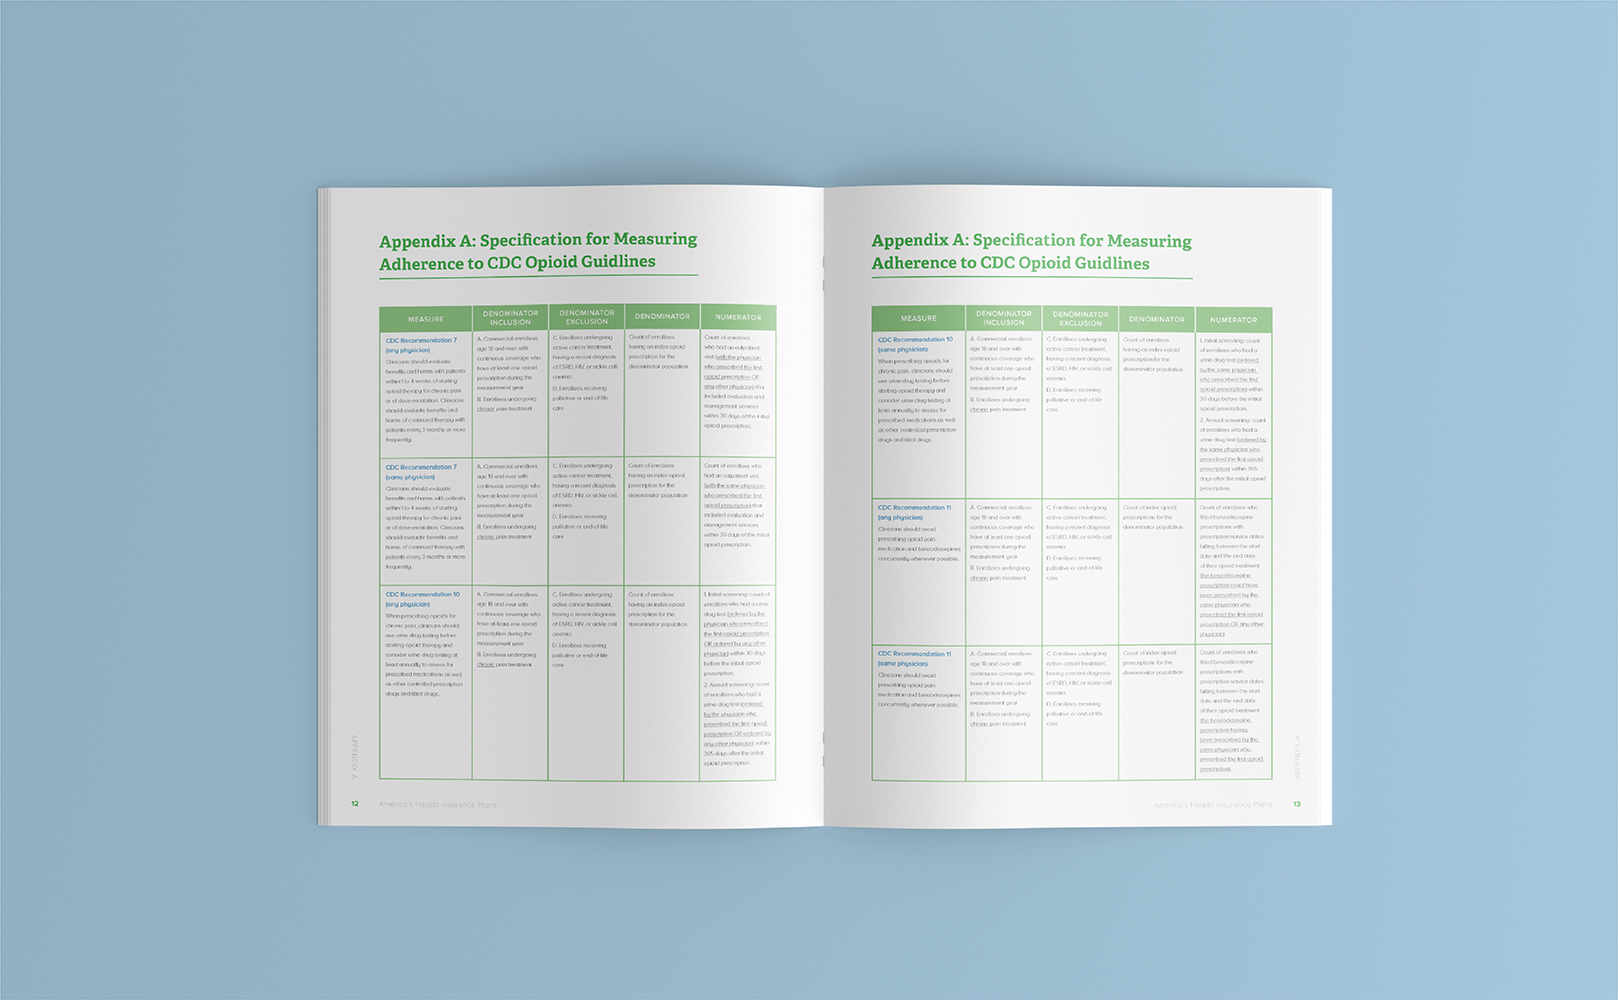 Appendix A: Specification for Measuring
Adherence to CDC Opioid Guidlines
MEASURE
DENOMINATOR
INCLUSION
DENOMINATOR
EXCLUSION
DENOMINATOR
NUMERATOR
CDC Recommendation 7
(any physician)
Clinicians should evaluate
benefits and harms with patients
within 1 to 4 weeks of starting
opioid therapy for chronic pain
or of dose escalation. Clinicians
should evaluate benefits and
harms of continued therapy with
patients every 3 months or more
frequently.
A. Commercial enrollees
age 18 and over with
continuous coverage who
have at least one opioid
prescription during the
measurement year
B. Enrollees undergoing
chronic pain treatment
C. Enrollees undergoing
active cancer treatment,
having a recent diagnosis
of ESRD, HIV, or sickle cell
anemia.
D. Enrollees receiving
palliative or end-of-life
care
Count of enrollees
having an index opioid
prescription for the
denominator population
Count of enrollees
who had an outpatient
visit (with the physician
who prescribed the first
opioid prescription OR
any other physician) that
included evaluation and
management services
within 30 days of the initial
opioid prescription.
CDC Recommendation 7
(same physician)
Clinicians should evaluate
benefits and harms with patients
within 1 to 4 weeks of starting
opioid therapy for chronic pain
or of dose escalation. Clinicians
should evaluate benefits and
harms of continued therapy with
patients every 3 months or more
frequently.
A. Commercial enrollees
age 18 and over with
continuous coverage who
have at least one opioid
prescription during the
measurement year
B. Enrollees undergoing
chronic pain treatment
C. Enrollees undergoing
active cancer treatment,
having a recent diagnosis
of ESRD, HIV, or sickle cell
anemia.
D. Enrollees receiving
palliative or end-of-life
care
Count of enrollees
having an index opioid
prescription for the
denominator population
Count of enrollees who
had an outpatient visit
(with the same physician
who prescribed the first
opioid prescription) that
included evaluation and
management services
within 30 days of the initial
opioid prescription.
CDC Recommendation 10
(any physician)
When prescribing opioids for
chronic pain, clinicians should
use urine drug testing before
starting opioid therapy and
consider urine drug testing at
least annually to assess for
prescribed medications as well
as other controlled prescription
drugs and illicit drugs.
A. Commercial enrollees
age 18 and over with
continuous coverage who
have at least one opioid
prescription during the
measurement year
B. Enrollees undergoing
chronic pain treatment
C. Enrollees undergoing
active cancer treatment,
having a recent diagnosis
of ESRD, HIV, or sickle cell
anemia.
D. Enrollees receiving
palliative or end-of-life
care
Count of enrollees
having an index opioid
prescription for the
denominator population
1. Initial screening: count of
enrollees who had a urine
drug test (ordered by the
physician who prescribed
the first opioid prescription
OR ordered by any other
physician) within 30 days
before the initial opioid
prescription.
2. Annual screening: count
of enrollees who had a
urine drug test (ordered
by the physician who
prescribed the first opioid
prescription OR ordered by
any other physician) within
365 days after the initial
opioid prescription.
APPENDIX A
12
America's Health Insurance Plans
Appendix A: Specification for Measuring
Adherence to CDC Opioid Guidlines
MEASURE
DENOMINATOR
INCLUSION
DENOMINATOR
EXCLUSION
DENOMINATOR
NUMERATOR
CDC Recommendation 10
(same physician)
When prescribing opioids for
chronic pain, clinicians should
use urine drug testing before
starting opioid therapy and
consider urine drug testing at
least annually to assess for
prescribed medications as well
as other controlled prescription
drugs and illicit drugs.
A. Commercial enrollees
age 18 and over with
continuous coverage who
have at least one opioid
prescription during the
measurement year
B. Enrollees undergoing
chronic pain treatment
C. Enrollees undergoing
active cancer treatment,
having a recent diagnosis
of ESRD, HIV, or sickle cell
anemia.
D. Enrollees receiving
palliative or end-of-life
care
Count of enrollees
having an index opioid
prescription for the
denominator population
1. Initial screening: count
of enrollees who had a
urine drug test (ordered
by the same physician
who prescribed the first
opioid prescription) within
30 days before the initial
opioid prescription.
2. Annual screening: count
of enrollees who had a
urine drug test (ordered by
the same physician who
prescribed the first opioid
prescription) within 365
days after the initial opioid
prescription.
CDC Recommendation 11
(any physician)
Clinicians should avoid
prescribing opioid pain
medication and benzodiazepines
concurrently whenever possible.
A. Commercial enrollees
age 18 and over with
continuous coverage who
have at least one opioid
prescription during the
measurement year
B. Enrollees undergoing
chronic pain treatment
C. Enrollees undergoing
active cancer treatment,
having a recent diagnosis
of ESRD, HIV, or sickle cell
anemia.
D. Enrollees receiving
palliative or end-of-life
care
Count of index opioid
prescriptions for the
denominator population
Count of enrollees who
filled benzodiazepine
prescriptions with
prescription service dates
falling between the start
date and the end date
of their opioid treatment
(the benzodiazepine
prescription could have
been prescribed by the
same physician who
prescribed the first opioid
prescription OR any other
physician).
CDC Recommendation 11
(same physician)
Clinicians should avoid
prescribing opioid pain
medication and benzodiazepines
concurrently whenever possible.
A. Commercial enrollees
age 18 and over with
continuous coverage who
have at least one opioid
prescription during the
measurement year
B. Enrollees undergoing
chronic pain treatment
C. Enrollees undergoing
active cancer treatment,
having a recent diagnosis
of ESRD, HIV, or sickle cell
anemia.
D. Enrollees receiving
palliative or end-of-life
care
Count of index opioid
prescriptions for the
denominator population
Count of enrollees who
filled benzodiazepine
prescriptions with
prescription service dates
falling between the start
date and the end date
of their opioid treatment
(the benzodiazepine
prescription having
been prescribed by the
same physician who
prescribed the first opioid
prescription).
America's Health Insurance Plans
13